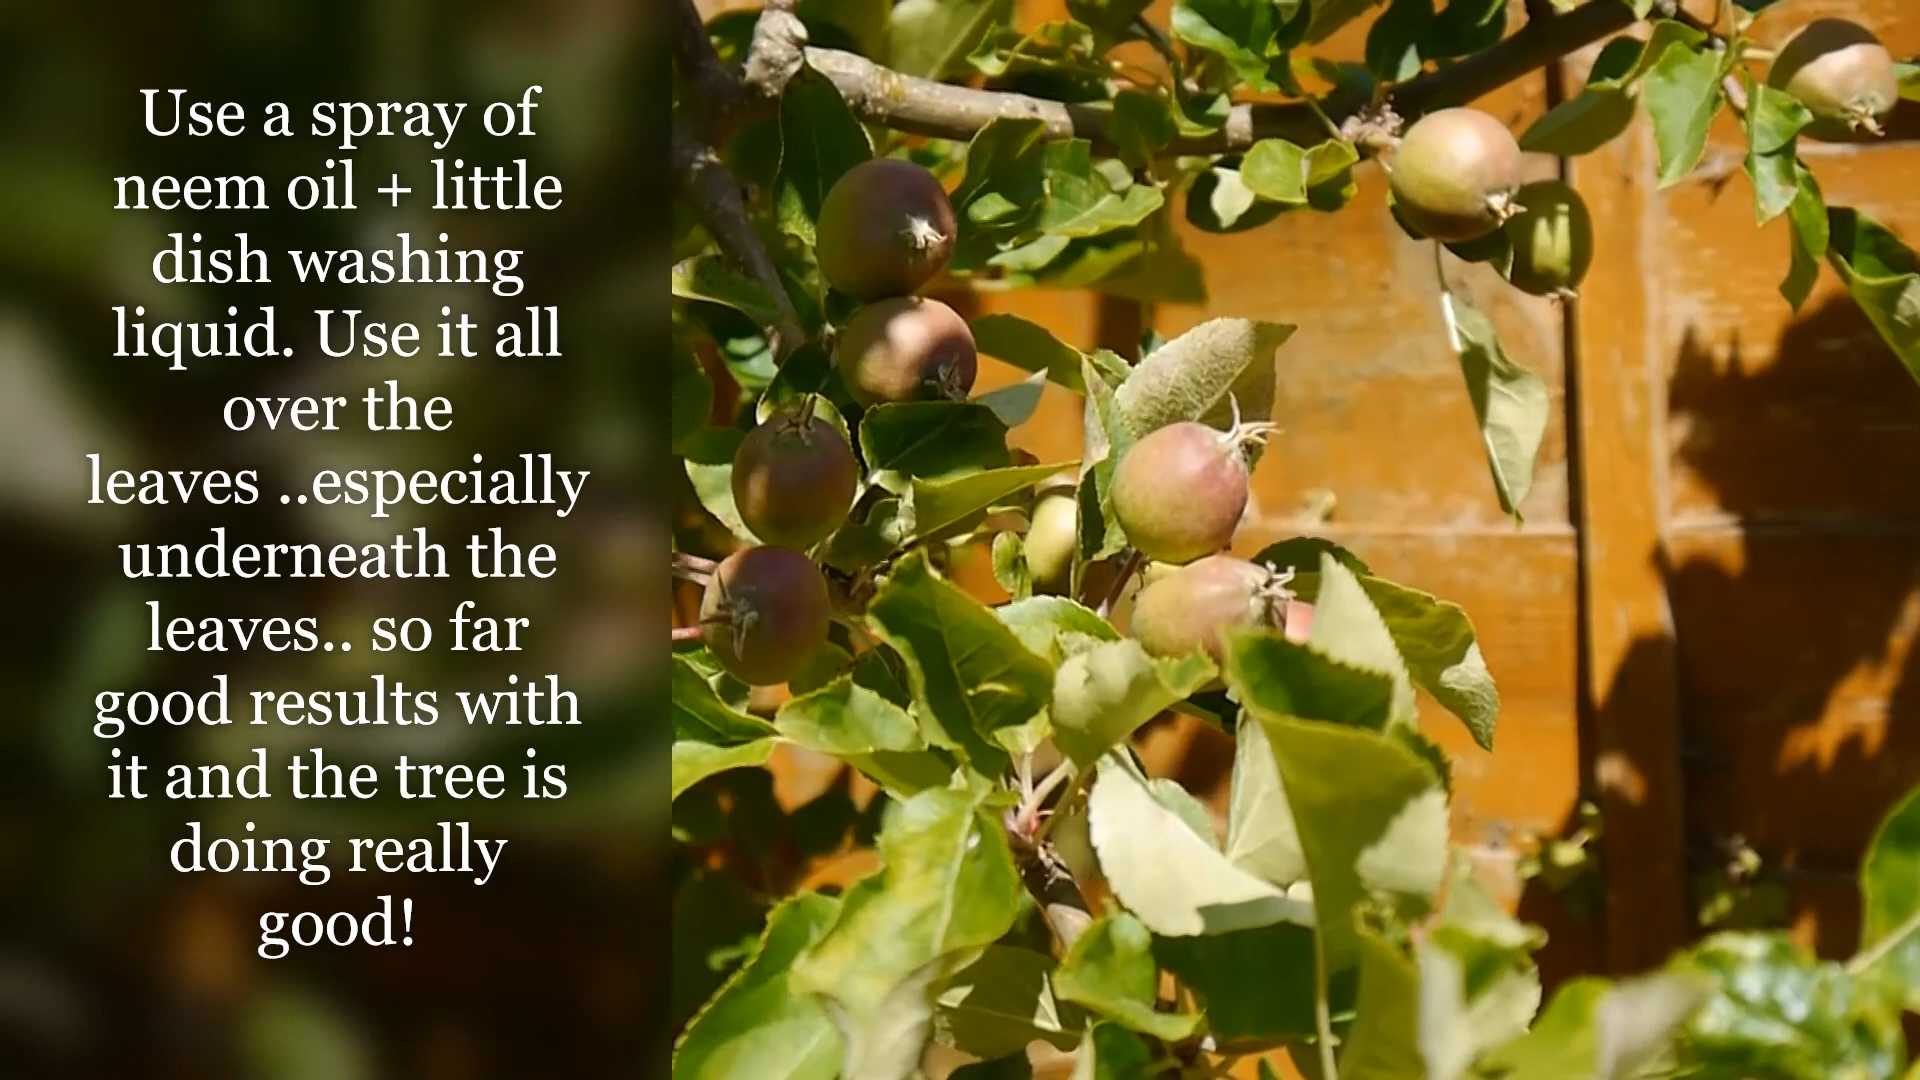 Use a spray of
neem oil + little
dish washing
liquid. Use it all
over the
leaves ..especially
underneath the
leaves.. so far
good results with
it and the tree is
doing really
good!